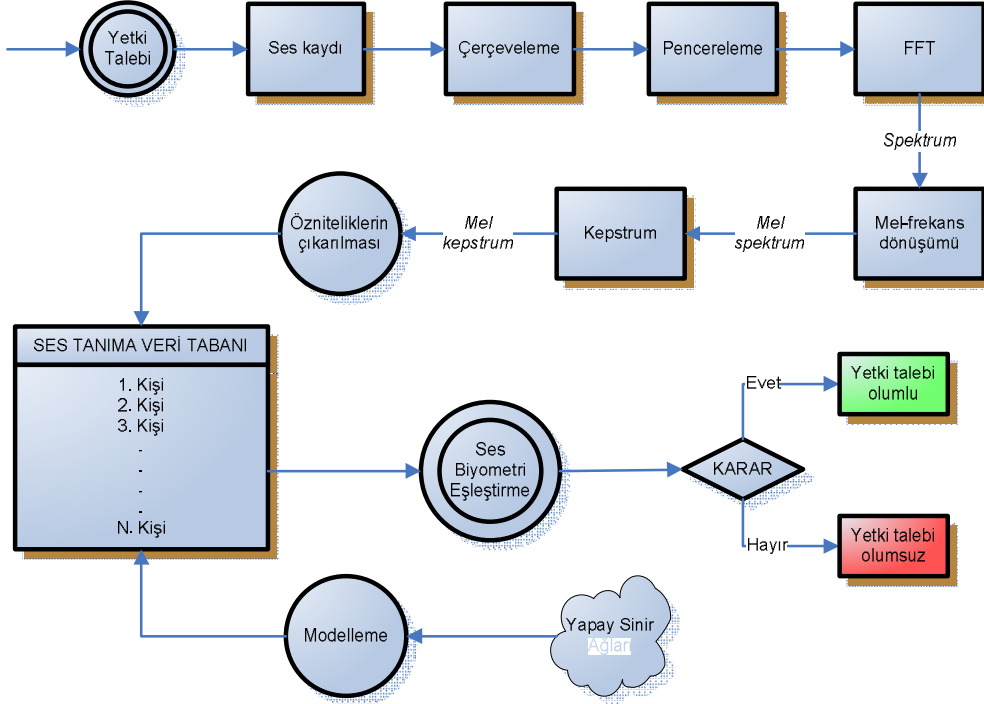 Yetki
Talebi
Ses kaydı
Çerçeveleme
Pencereleme
FFT
Spektrum
Mel-frekans
dönüşümü
Mel
spektrum
Kepstrum
Mel
kepstrum
Özniteliklerin
çıkarılması
SES TANIMA VERİ TABANI
1. Kişi
2. Kişi
3. Kişi
-
-
-
-
N. Kişi
Ses
Biyometri
Eşleştirme
KARAR
Evet
Yetki talebi
olumlu
Hayır
Yetki talebi
olumsuz
Modelleme
Yapay Sinir
Ağları